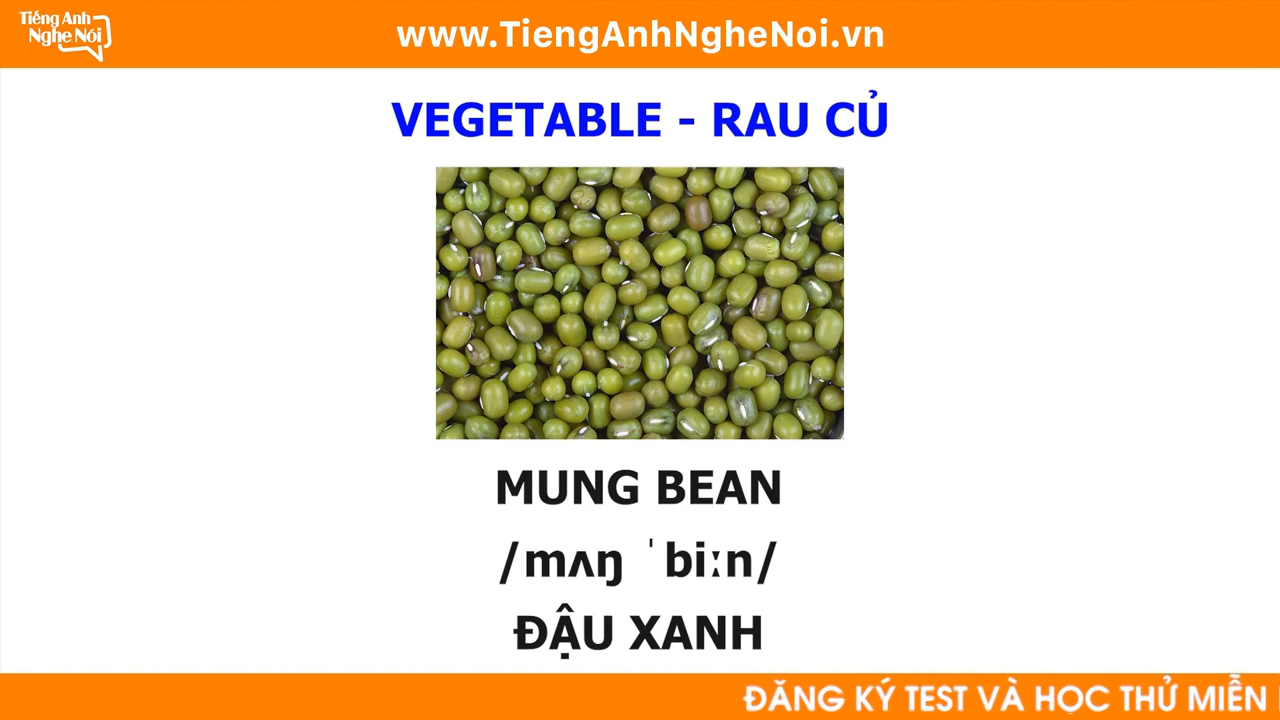 Tiếng Anh
Nghe Nói
www.TiengAnhNgheNoi.vn
VEGETABLE - RAU CỦ
MUNG BEAN
/mʌŋ ˈbiːn/
ĐẬU XANH
ĐĂNG KÝ TEST VÀ HỌC THỬ MIỄN